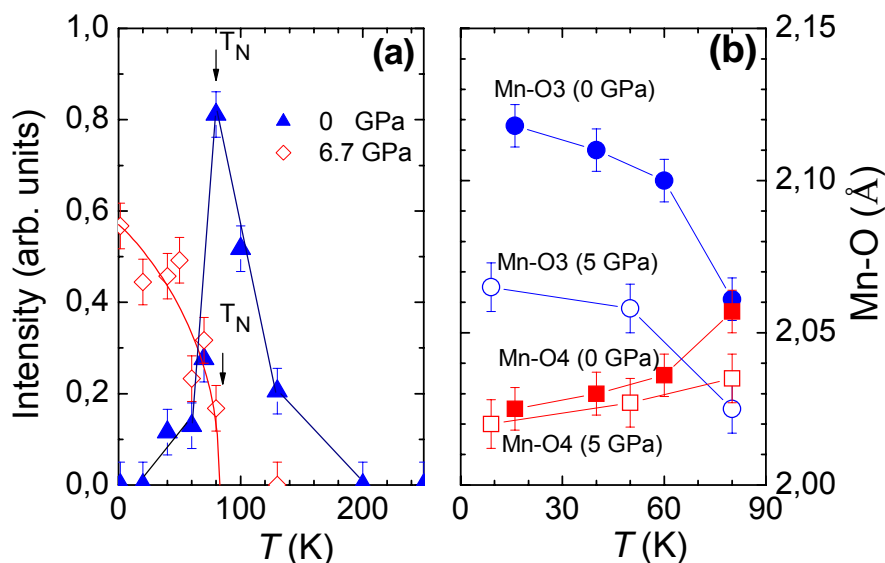 (a)
T_N
0 GPa
6.7 GPa
T_N
Intensity (arb. units)
1,0
0,8
0,6
0,4
0,2
0,0
0 100 200
T (K)
(b)
Mn-O3 (0 GPa)
Mn-O3 (5 GPa)
Mn-O4 (0 GPa)
Mn-O4 (5 GPa)
2,15
2,10
2,05
2,00
Mn-O (Å)
0 30 60 90
T (K)